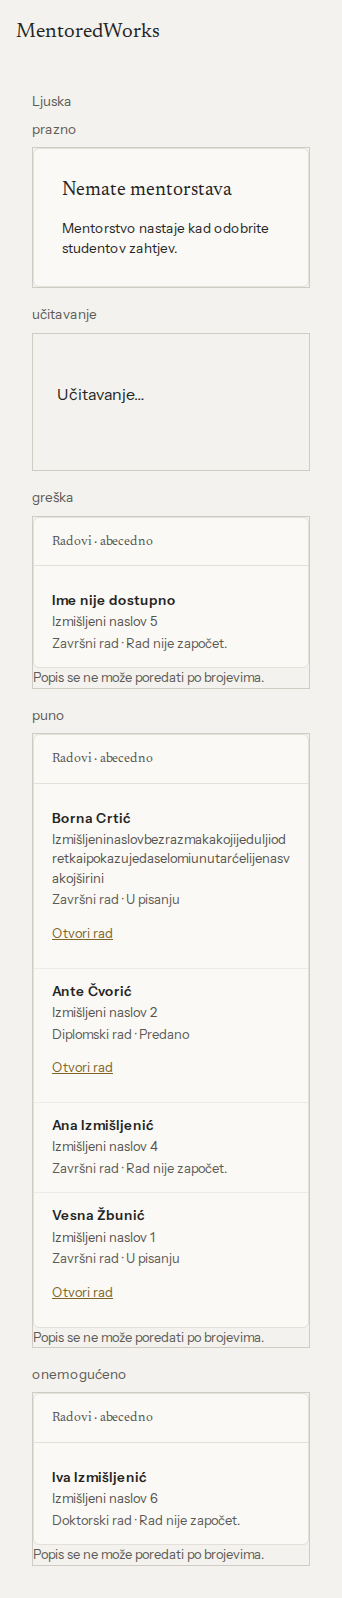 MentoredWorks
Ljuska
prazno
Nemate mentorstava
Mentorstvo nastaje kad odobrite
studentov zahtjev.
učitavanje
Učitavanje…
greška
Radovi · abecedno
Ime nije dostupno
Izmišljeni naslov 5
Završni rad · Rad nije započet.
Popis se ne može poredati po brojevima.
puno
Radovi · abecedno
Borna Crtić
Izmišljeninaslovbezrazmakakojijeduljiod
retkaipokazujedaselomiunutarćelijenasv
akojširini
Završni rad · U pisanju
Otvori rad
Ante Čvorić
Izmišljeni naslov 2
Diplomski rad · Predano
Otvori rad
Ana Izmišljenić
Izmišljeni naslov 4
Završni rad · Rad nije započet.
Vesna Žbunić
Izmišljeni naslov 1
Završni rad · U pisanju
Otvori rad
Popis se ne može poredati po brojevima.
onemogućeno
Radovi · abecedno
Iva Izmišljenić
Izmišljeni naslov 6
Doktorski rad · Rad nije započet.
Popis se ne može poredati po brojevima.